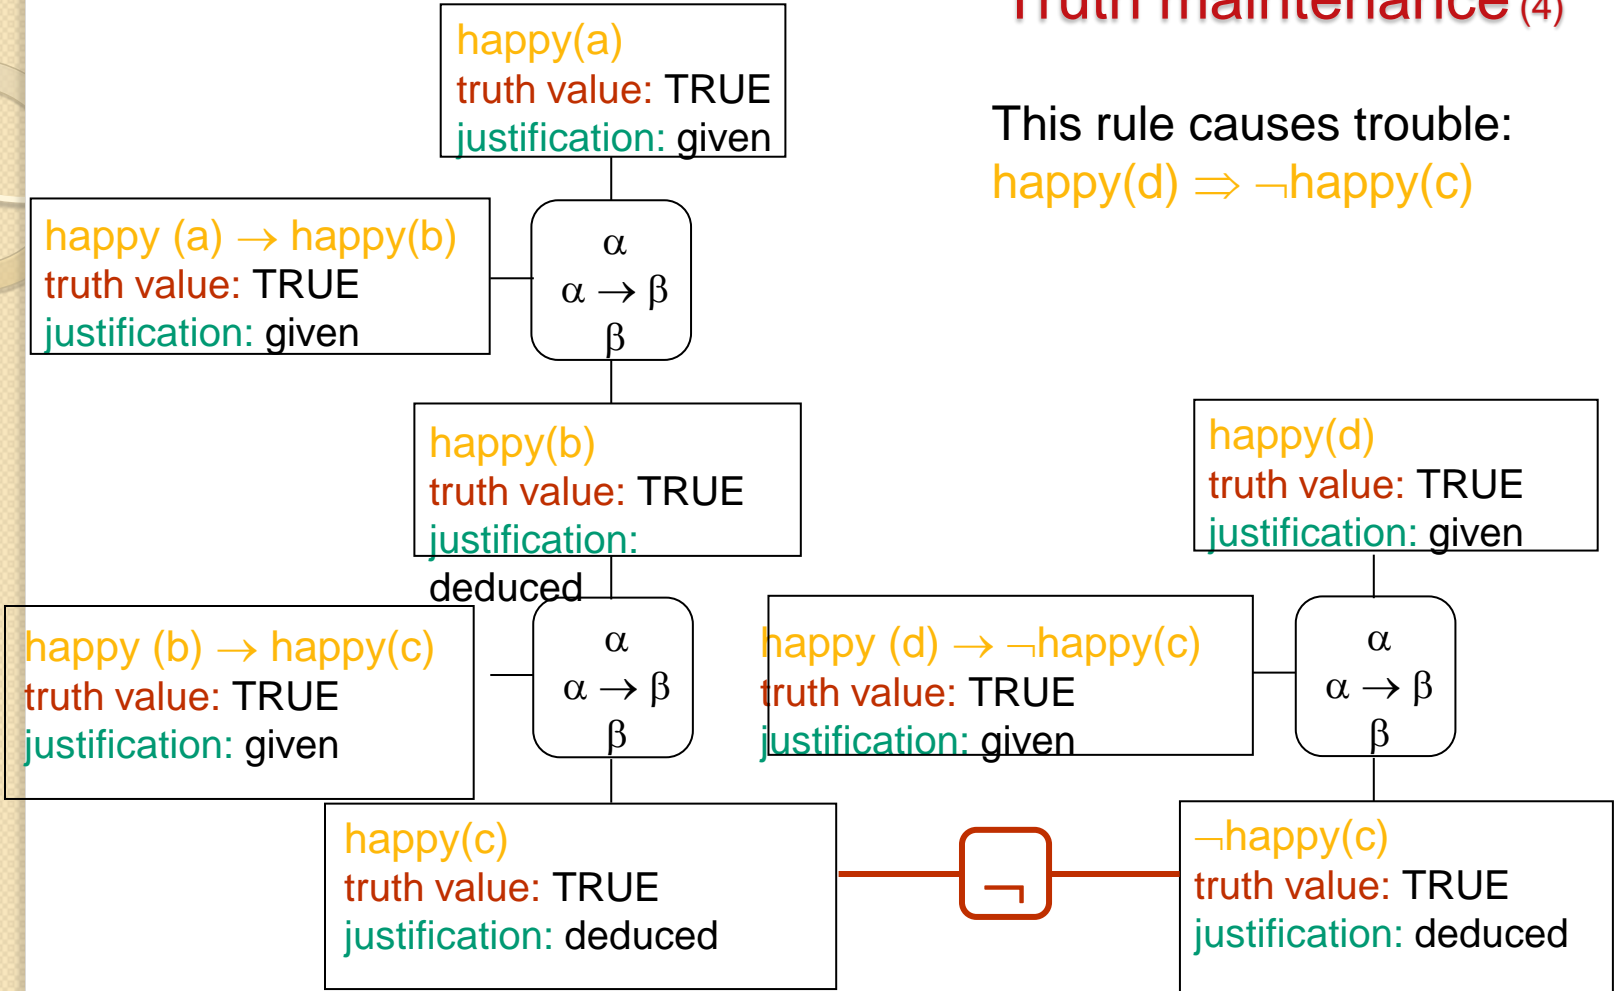 Truth maintenance (4)
happy(a)
truth value: TRUE
justification: given
This rule causes trouble:
happy(d) ⇒ ¬happy(c)
happy (a) → happy(b)
truth value: TRUE
justification: given
α
α → β
β
happy(b)
truth value: TRUE
justification:
deduced
happy(d)
truth value: TRUE
justification: given
happy (b) → happy(c)
truth value: TRUE
justification: given
α
α → β
β
happy (d) → ¬happy(c)
truth value: TRUE
justification: given
α
α → β
β
happy(c)
truth value: TRUE
justification: deduced
¬
¬happy(c)
truth value: TRUE
justification: deduced